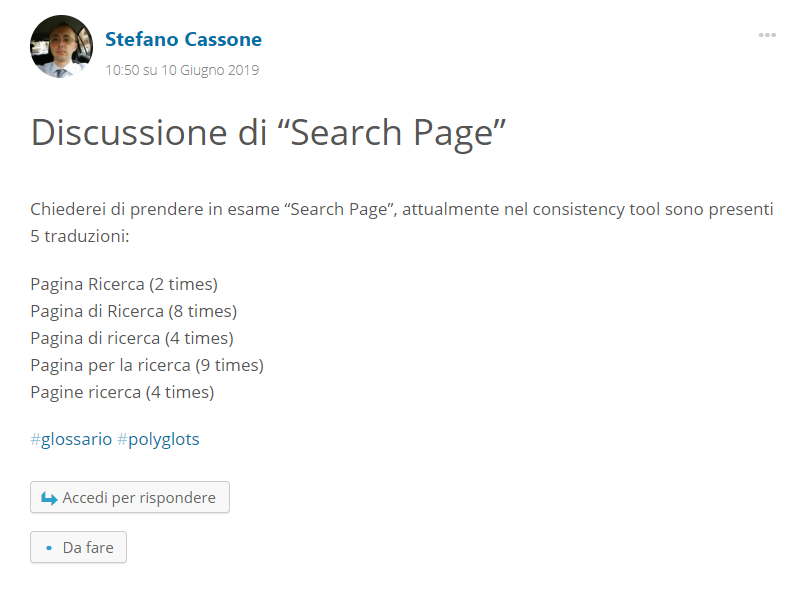 Stefano Cassone
10:50 su 10 Giugno 2019
Discussione di “Search Page”
Chiederei di prendere in esame “Search Page”, attualmente nel consistency tool sono presenti
5 traduzioni:
Pagina Ricerca (2 times)
Pagina di Ricerca (8 times)
Pagina di ricerca (4 times)
Pagina per la ricerca (9 times)
Pagine ricerca (4 times)
#glossario #polyglots
Accedi per rispondere
Da fare